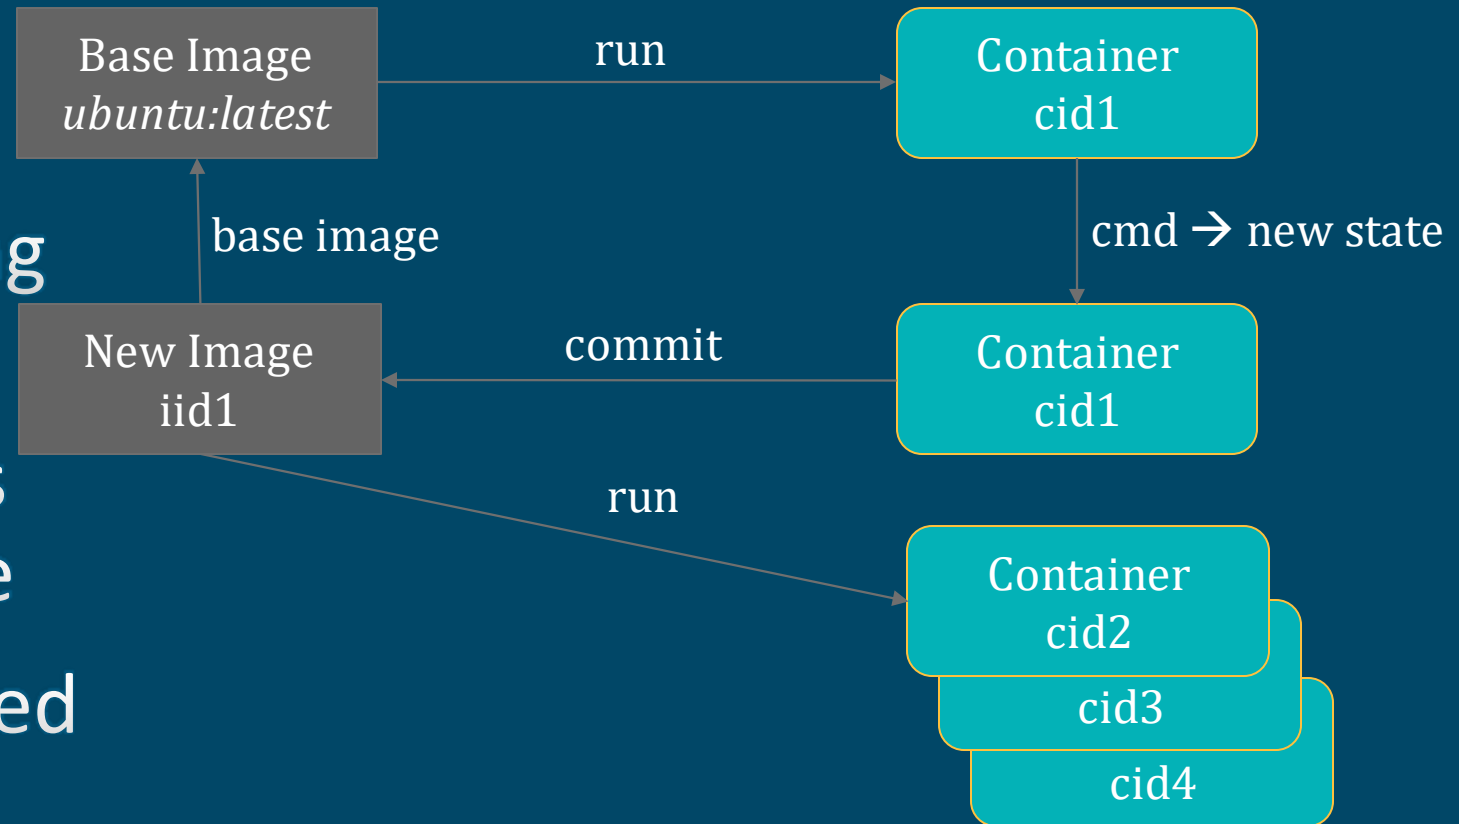 Base Image
ubuntu:latest
run
Container
cid1
base image
cmd → new state
New Image
iid1
commit
Container
cid1
run
Container
cid2
cid3
cid4